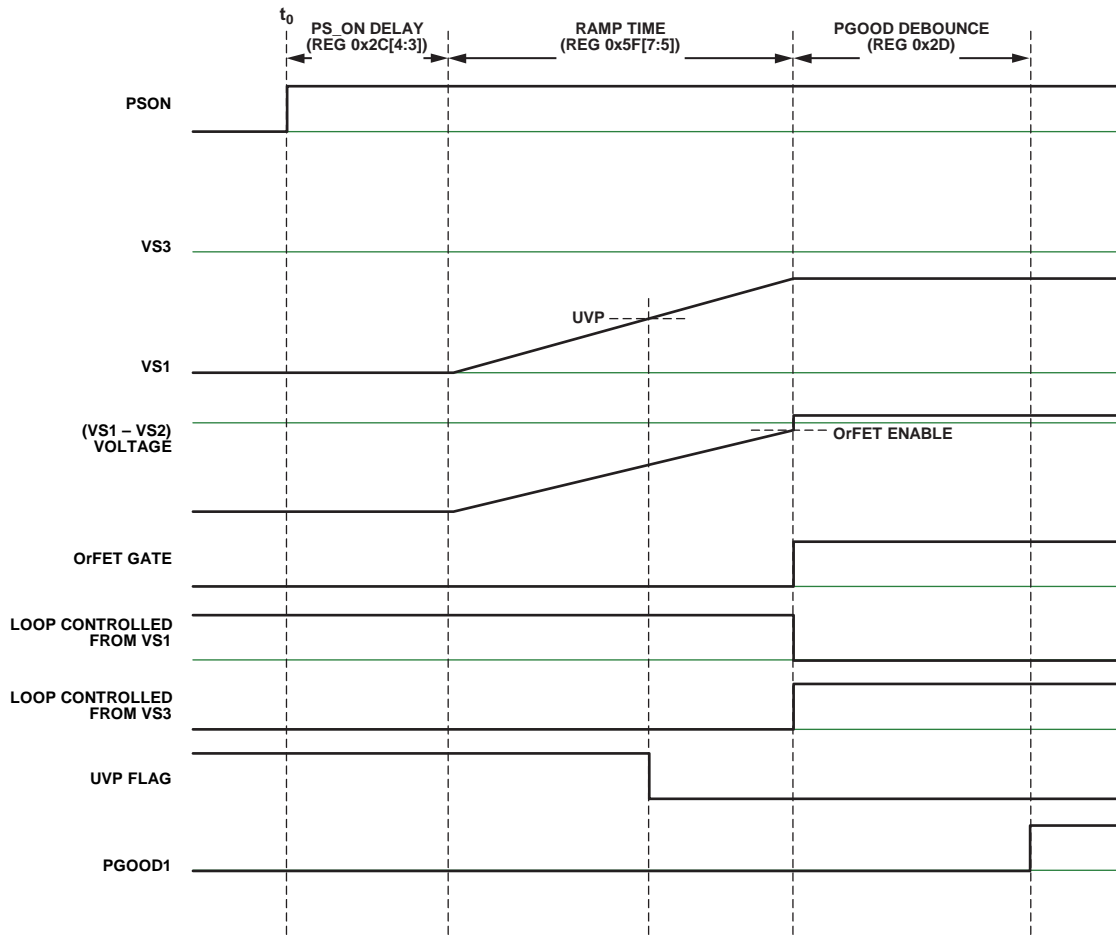 t0
PS_ON DELAY
(REG 0x2C[4:3])
RAMP TIME
(REG 0x5F[7:5])
PGOOD DEBOUNCE
(REG 0x2D)
PSON
VS3
UVP
VS1
(VS1 – VS2)
VOLTAGE
OrFET ENABLE
OrFET GATE
LOOP CONTROLLED
FROM VS1
LOOP CONTROLLED
FROM VS3
UVP FLAG
PGOOD1